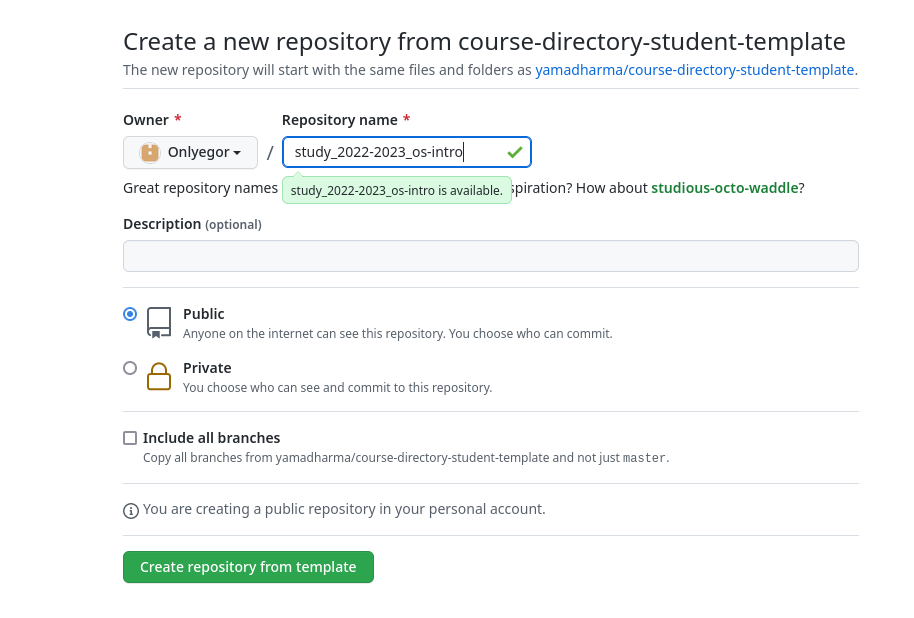 Create a new repository from course-directory-student-template
The new repository will start with the same files and folders as yamadharma/course-directory-student-template.
Owner * Repository name *
Onlyegor / study_2022-2023_os-intro
Great repository names spiration? How about studious-octo-waddle?
study_2022-2023_os-intro is available.
Description (optional)
Public
Anyone on the internet can see this repository. You choose who can commit.
Private
You choose who can see and commit to this repository.
Include all branches
Copy all branches from yamadharma/course-directory-student-template and not just master.
You are creating a public repository in your personal account.
Create repository from template